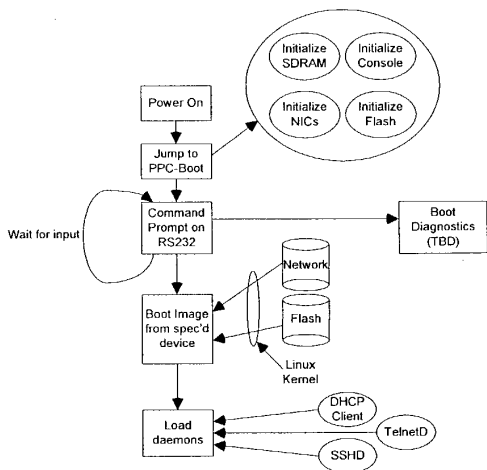 Initialize
SDRAM
Initialize
Console
Initialize
NICs
Initialize
Flash
Power On
Jump to
PPC-Boot
Wait for input
Command
Prompt on
RS232
Boot
Diagnostics
(TBD)
Network
Flash
Boot Image
from spec'd
device
Linux
Kernel
Load
daemons
DHCP
Client
TelnetD
SSHD